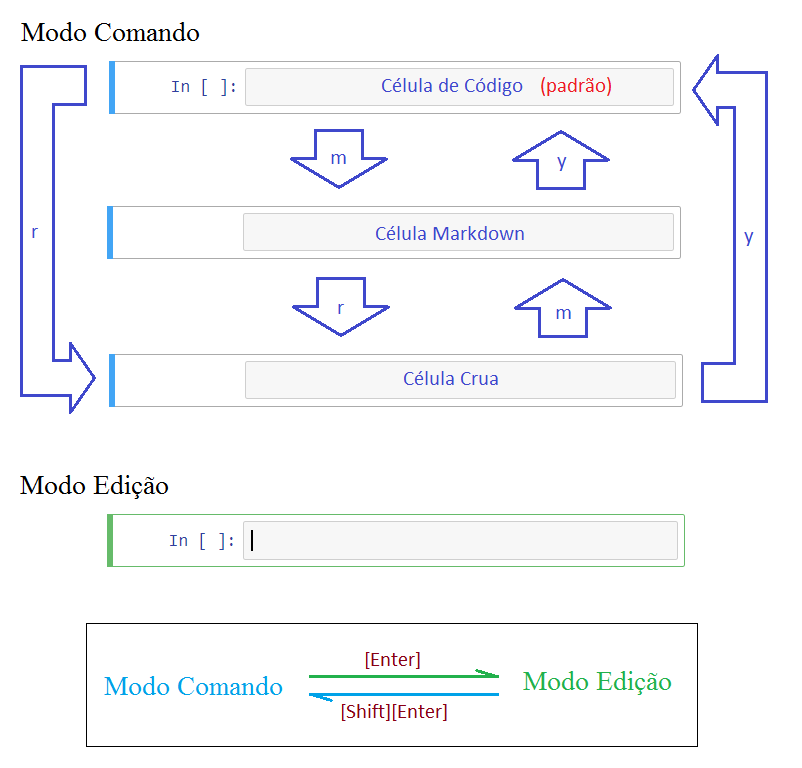 Modo Comando
In [ ]: Célula de Código (padrão)
m
y
r
Célula Markdown
y
r
m
Célula Crua
Modo Edição
In [ ]:
[Enter]
Modo Comando
Modo Edição
[Shift][Enter]